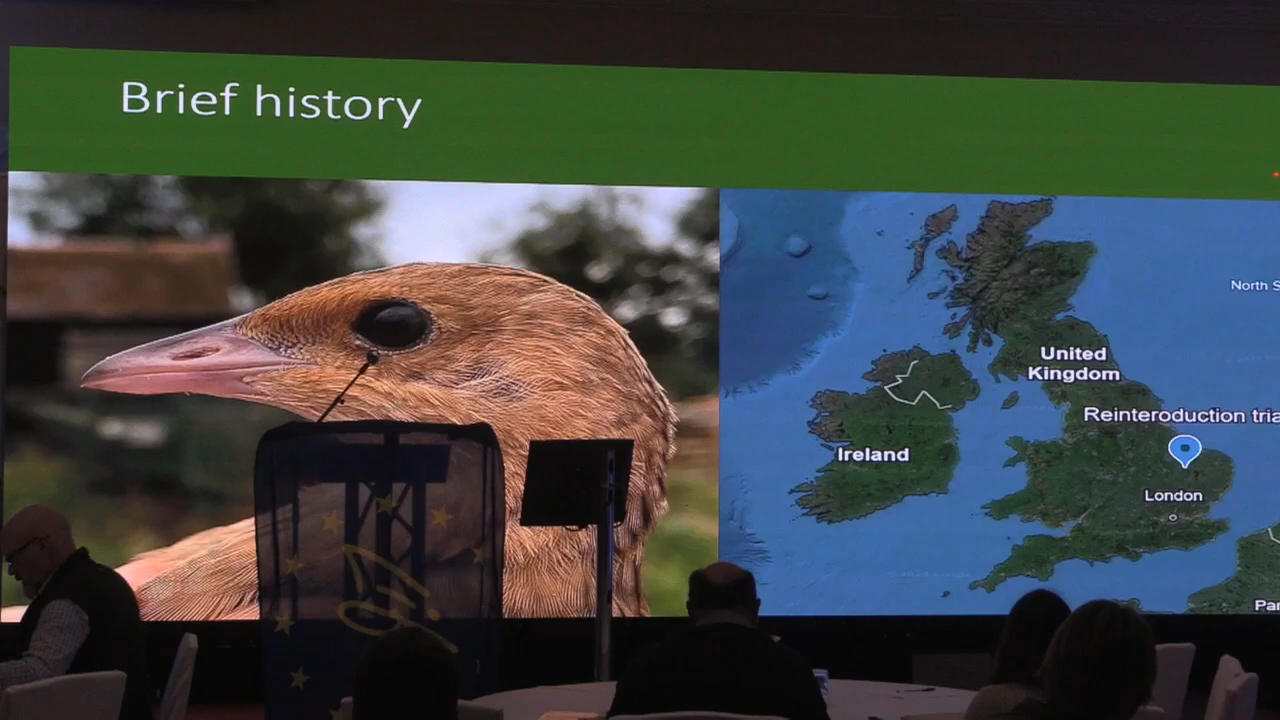 Brief history
North S
United
Kingdom
Reinteroduction tria
Ireland
London
Par